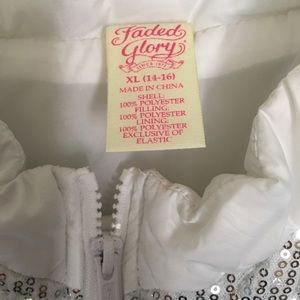 Faded
Glory
SINCE 1972
XL (14-16)
MADE IN CHINA
SHELL:
100% POLYESTER
FILLING:
100% POLYESTER
LINING:
100% POLYESTER
EXCLUSIVE OF
ELASTIC